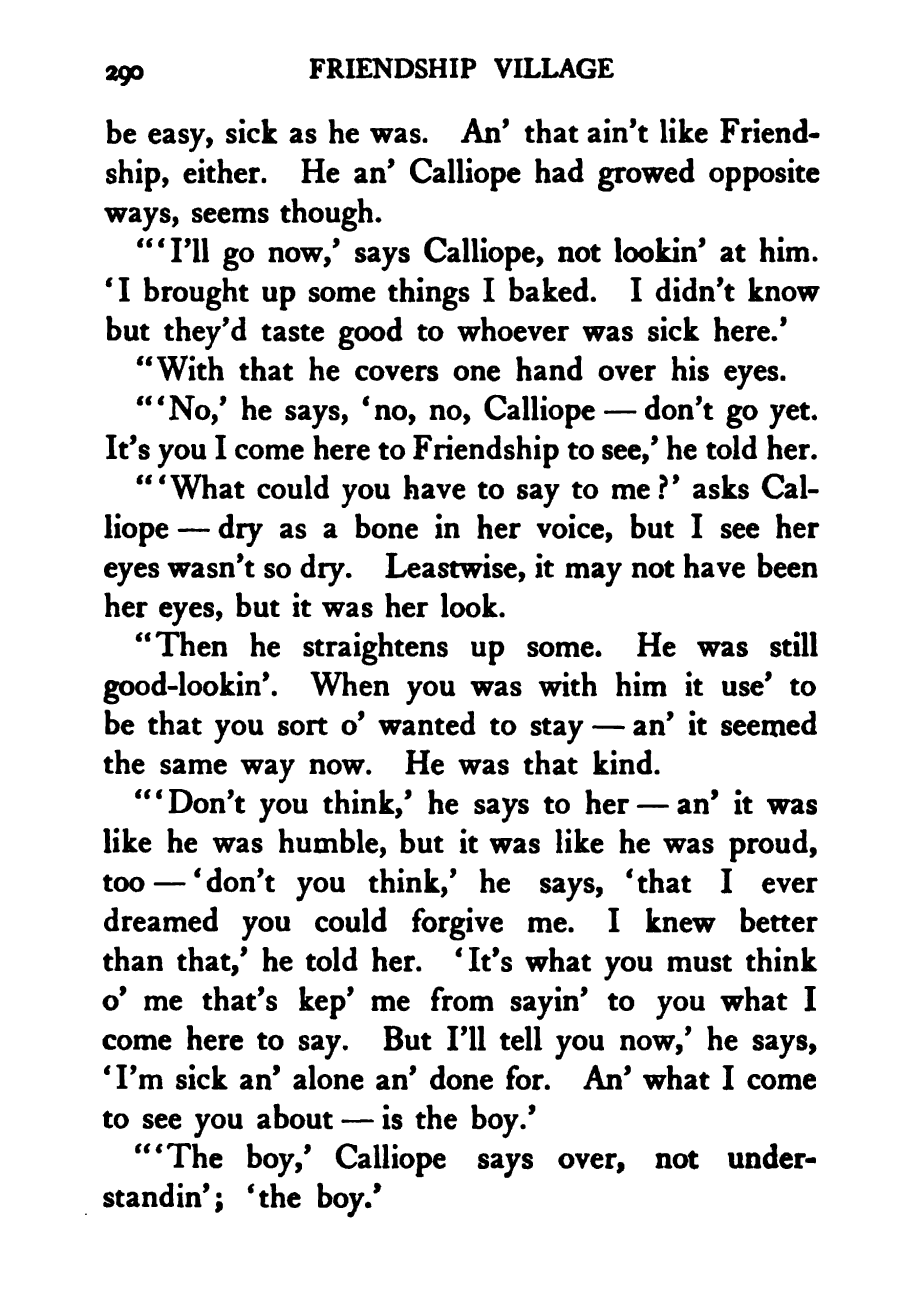 290 FRIENDSHIP VILLAGE
be easy, sick as he was. An’ that ain’t like Friend-
ship, either. He an’ Calliope had growed opposite
ways, seems though.
“‘I’ll go now,’ says Calliope, not lookin’ at him.
‘I brought up some things I baked. I didn’t know
but they’d taste good to whoever was sick here.’
“With that he covers one hand over his eyes.
“‘No,’ he says, ‘no, no, Calliope — don’t go yet.
It’s you I come here to Friendship to see,’ he told her.
“‘What could you have to say to me?’ asks Cal-
liope — dry as a bone in her voice, but I see her
eyes wasn’t so dry. Leastwise, it may not have been
her eyes, but it was her look.
“Then he straightens up some. He was still
good-lookin’. When you was with him it use’ to
be that you sort o’ wanted to stay — an’ it seemed
the same way now. He was that kind.
“‘Don’t you think,’ he says to her — an’ it was
like he was humble, but it was like he was proud,
too — ‘don’t you think,’ he says, ‘that I ever
dreamed you could forgive me. I knew better
than that,’ he told her. ‘It’s what you must think
o’ me that’s kep’ me from sayin’ to you what I
come here to say. But I’ll tell you now,’ he says,
‘I’m sick an’ alone an’ done for. An’ what I come
to see you about — is the boy.’
“‘The boy,’ Calliope says over, not under-
standin’; ‘the boy.’